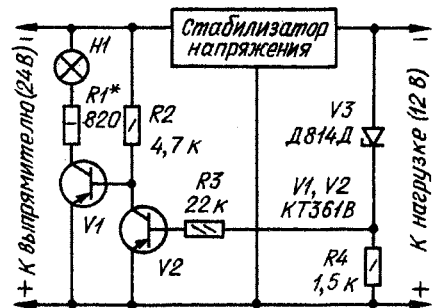 К выпрямителю (24 В)
− +
H1
R1*
820
R2
4,7 к
V1
V2
R3
22 к
Стабилизатор
напряжения
V3
Д814Д
V1, V2
КТ361В
R4
1,5 к
К нагрузке (12 В)
− +